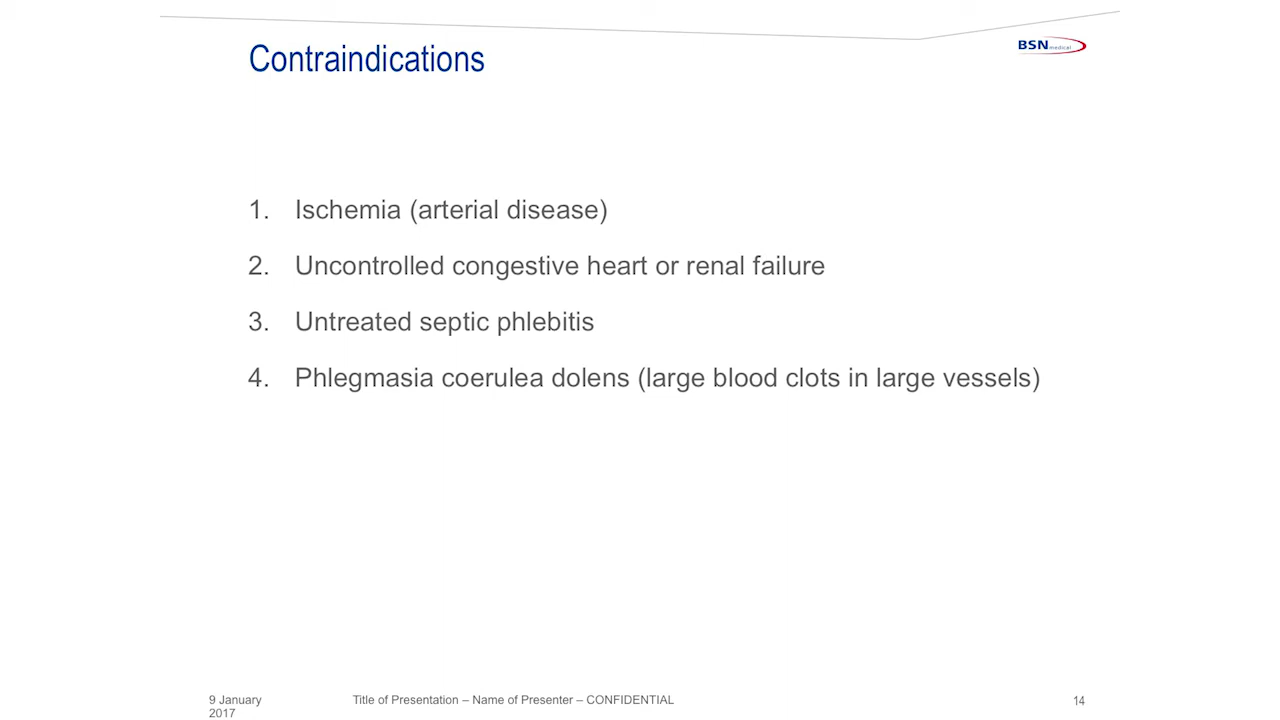 Contraindications
BSN medical
1. Ischemia (arterial disease)
2. Uncontrolled congestive heart or renal failure
3. Untreated septic phlebitis
4. Phlegmasia coerulea dolens (large blood clots in large vessels)
9 January
2017
Title of Presentation – Name of Presenter – CONFIDENTIAL
14